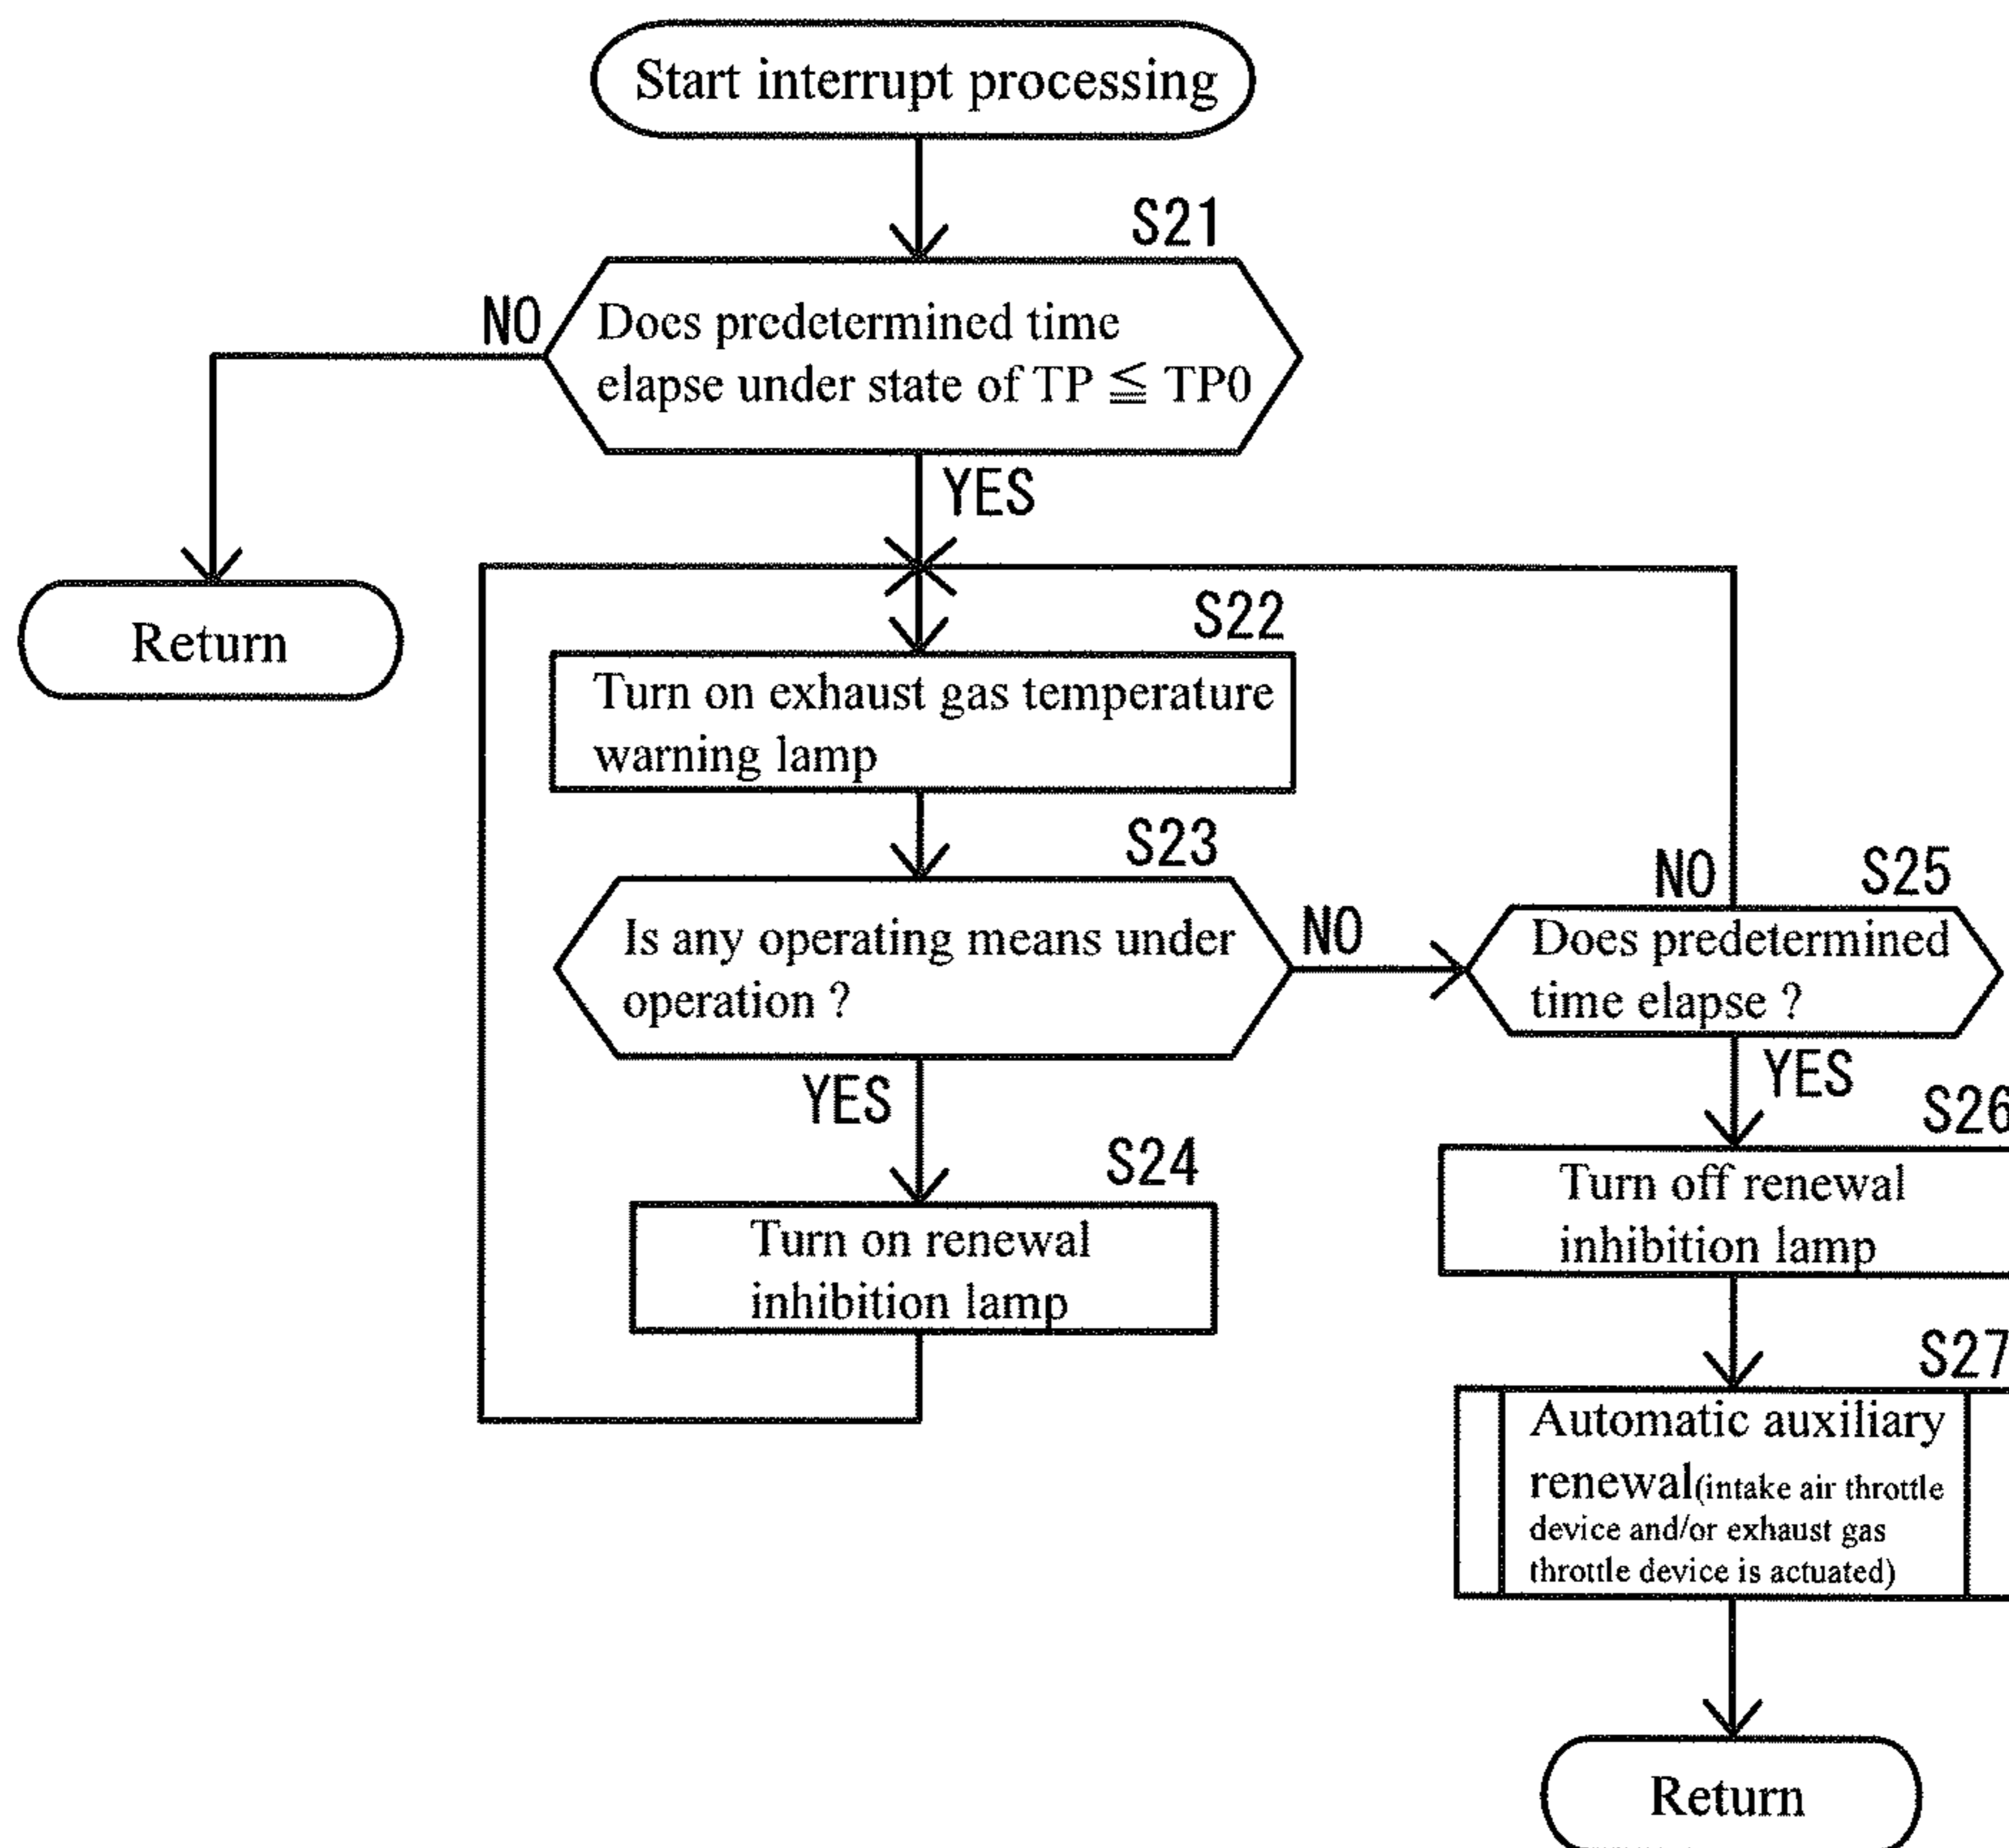 Start interrupt processing
S21
NO
Does predetermined time
elapse under state of TP ≦ TP0
YES
Return
S22
Turn on exhaust gas temperature
warning lamp
S23
Is any operating means under
operation ?
NO
YES
S24
Turn on renewal
inhibition lamp
NO
S25
Does predetermined
time elapse ?
YES
S26
Turn off renewal
inhibition lamp
S27
Automatic auxiliary
renewal(intake air throttle
device and/or exhaust gas
throttle device is actuated)
Return